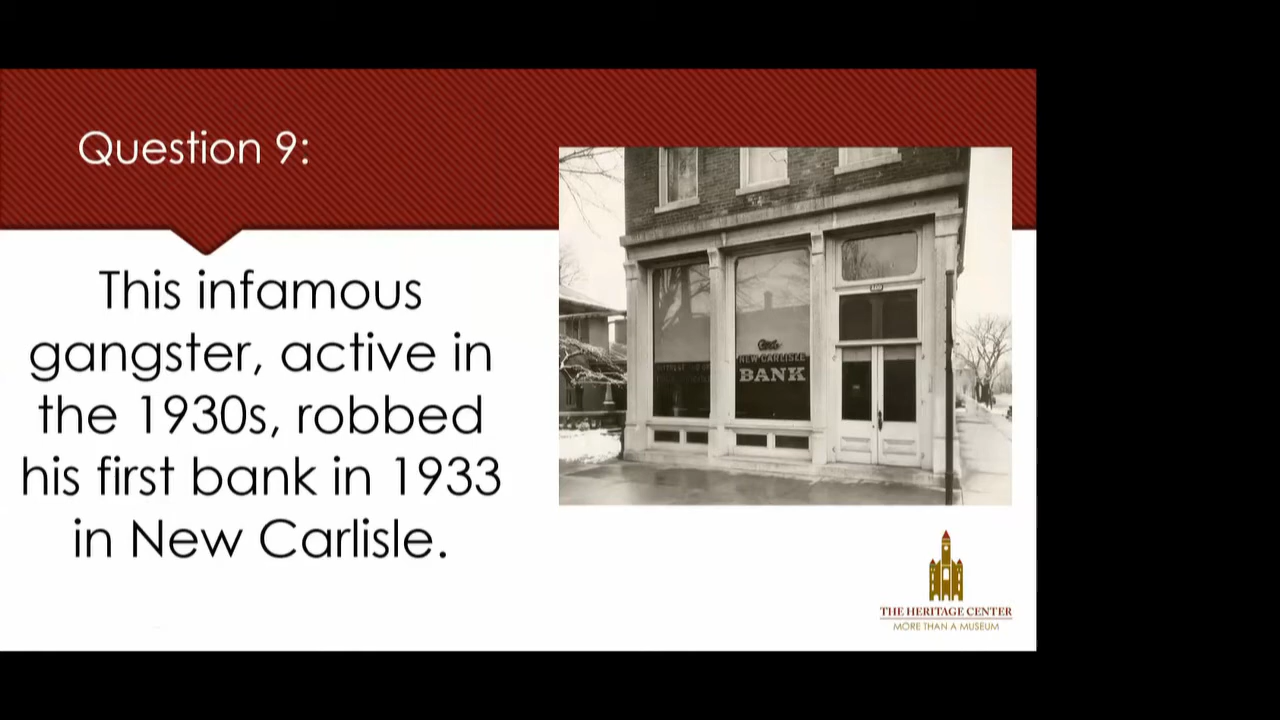 Question 9:
This infamous
gangster, active in
the 1930s, robbed
his first bank in 1933
in New Carlisle.
NEW CARLISLE
BANK
THE HERITAGE CENTER
MORE THAN A MUSEUM